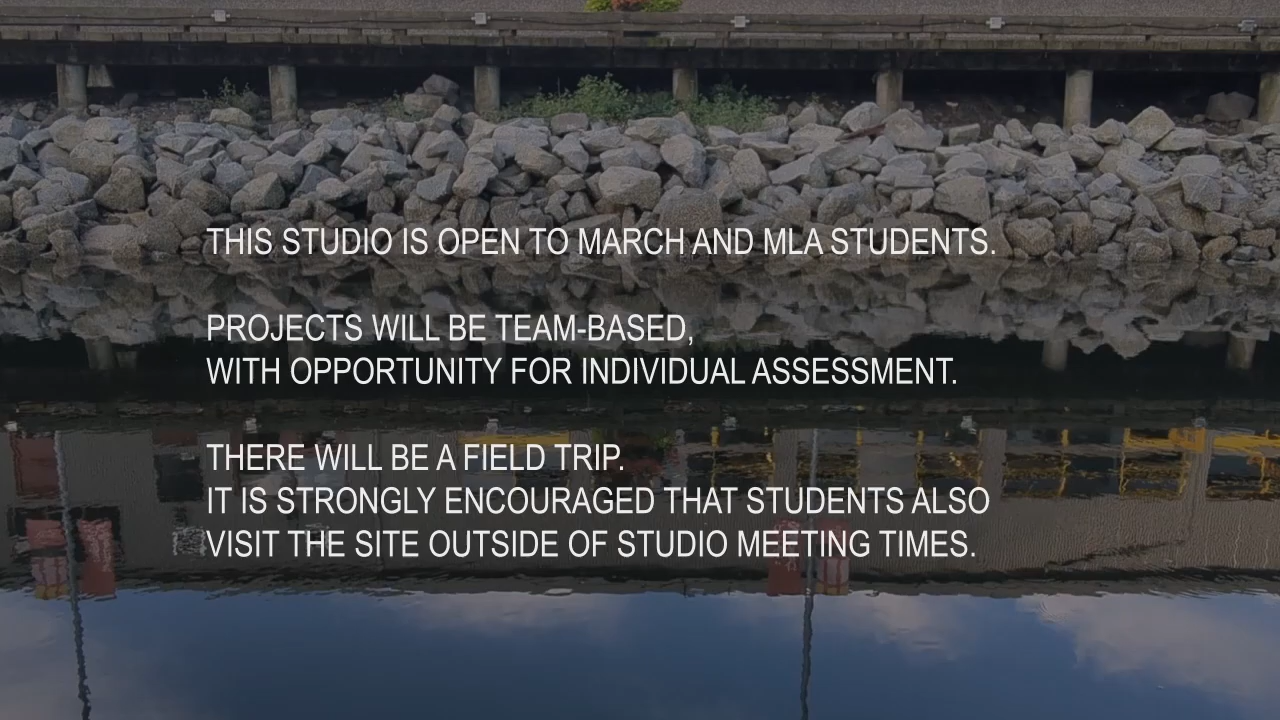 THIS STUDIO IS OPEN TO MARCH AND MLA STUDENTS.
PROJECTS WILL BE TEAM-BASED,
WITH OPPORTUNITY FOR INDIVIDUAL ASSESSMENT.
THERE WILL BE A FIELD TRIP.
IT IS STRONGLY ENCOURAGED THAT STUDENTS ALSO
VISIT THE SITE OUTSIDE OF STUDIO MEETING TIMES.